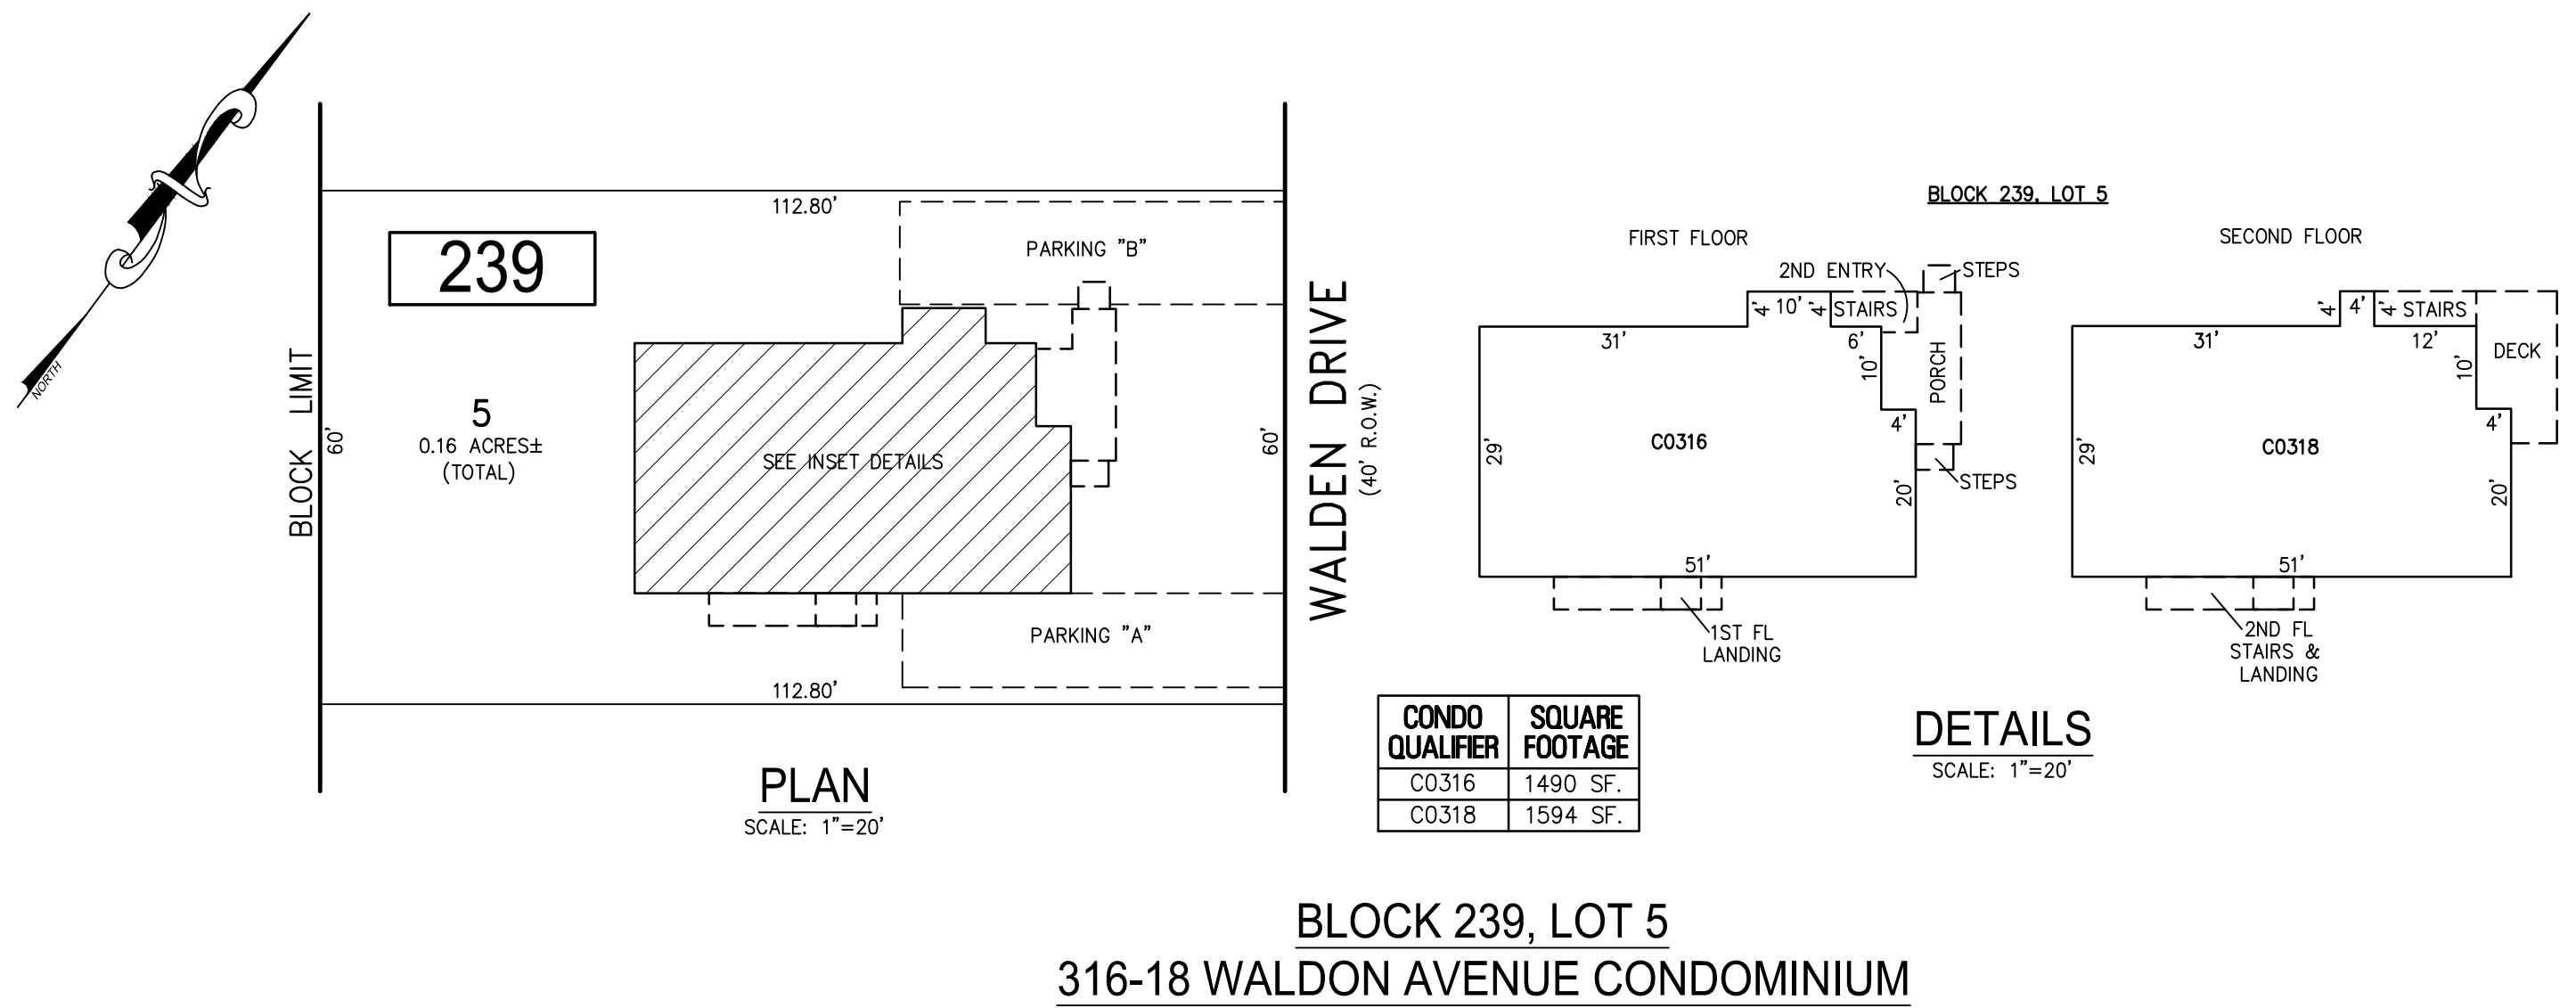 NORTH
BLOCK LIMIT
60'
112.80'
239
PARKING "B"
5
0.16 ACRES±
(TOTAL)
SEE INSET DETAILS
PARKING "A"
112.80'
60'
WALDEN DRIVE
(40' R.O.W.)
PLAN
SCALE: 1"=20'
BLOCK 239, LOT 5
FIRST FLOOR
2ND ENTRY
STEPS
4'
10'
4'
STAIRS
31'
6'
10'
PORCH
4'
C0316
29'
20'
STEPS
51'
1ST FL
LANDING
SECOND FLOOR
4'
4'
4'
STAIRS
31'
12'
DECK
10'
4'
C0318
29'
20'
51'
2ND FL
STAIRS &
LANDING
CONDO QUALIFIER SQUARE FOOTAGE
C0316 1490 SF.
C0318 1594 SF.
DETAILS
SCALE: 1"=20'
BLOCK 239, LOT 5
316-18 WALDON AVENUE CONDOMINIUM